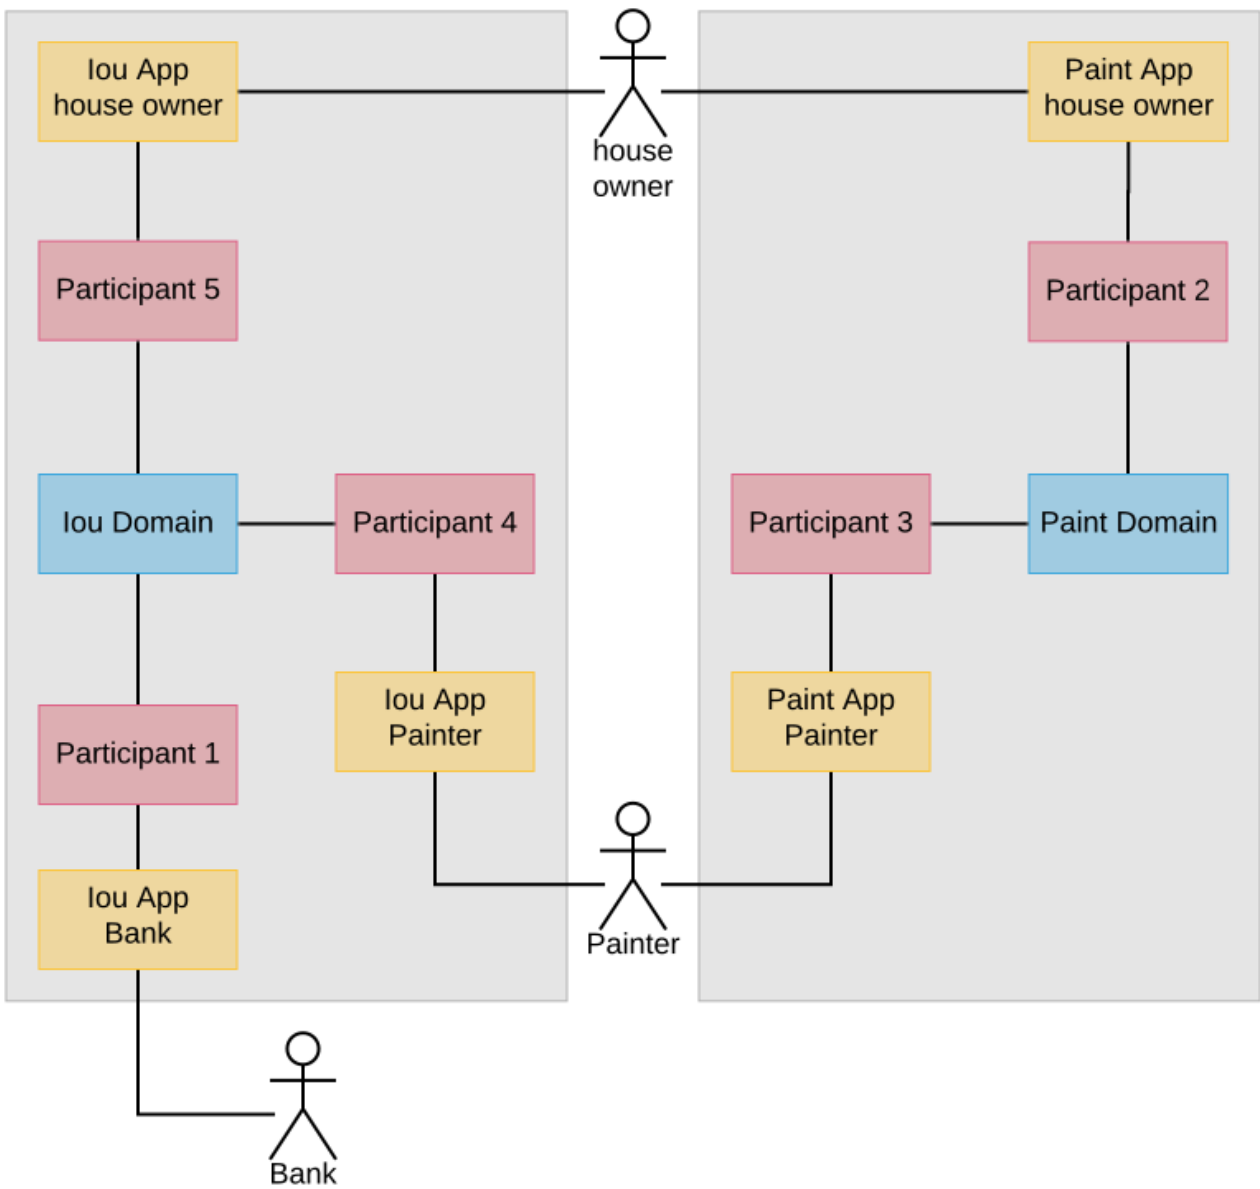 Iou App
house owner
house
owner
Paint App
house owner
Participant 5
Participant 2
Iou Domain
Participant 4
Participant 3
Paint Domain
Iou App
Painter
Paint App
Painter
Participant 1
Iou App
Bank
Painter
Bank